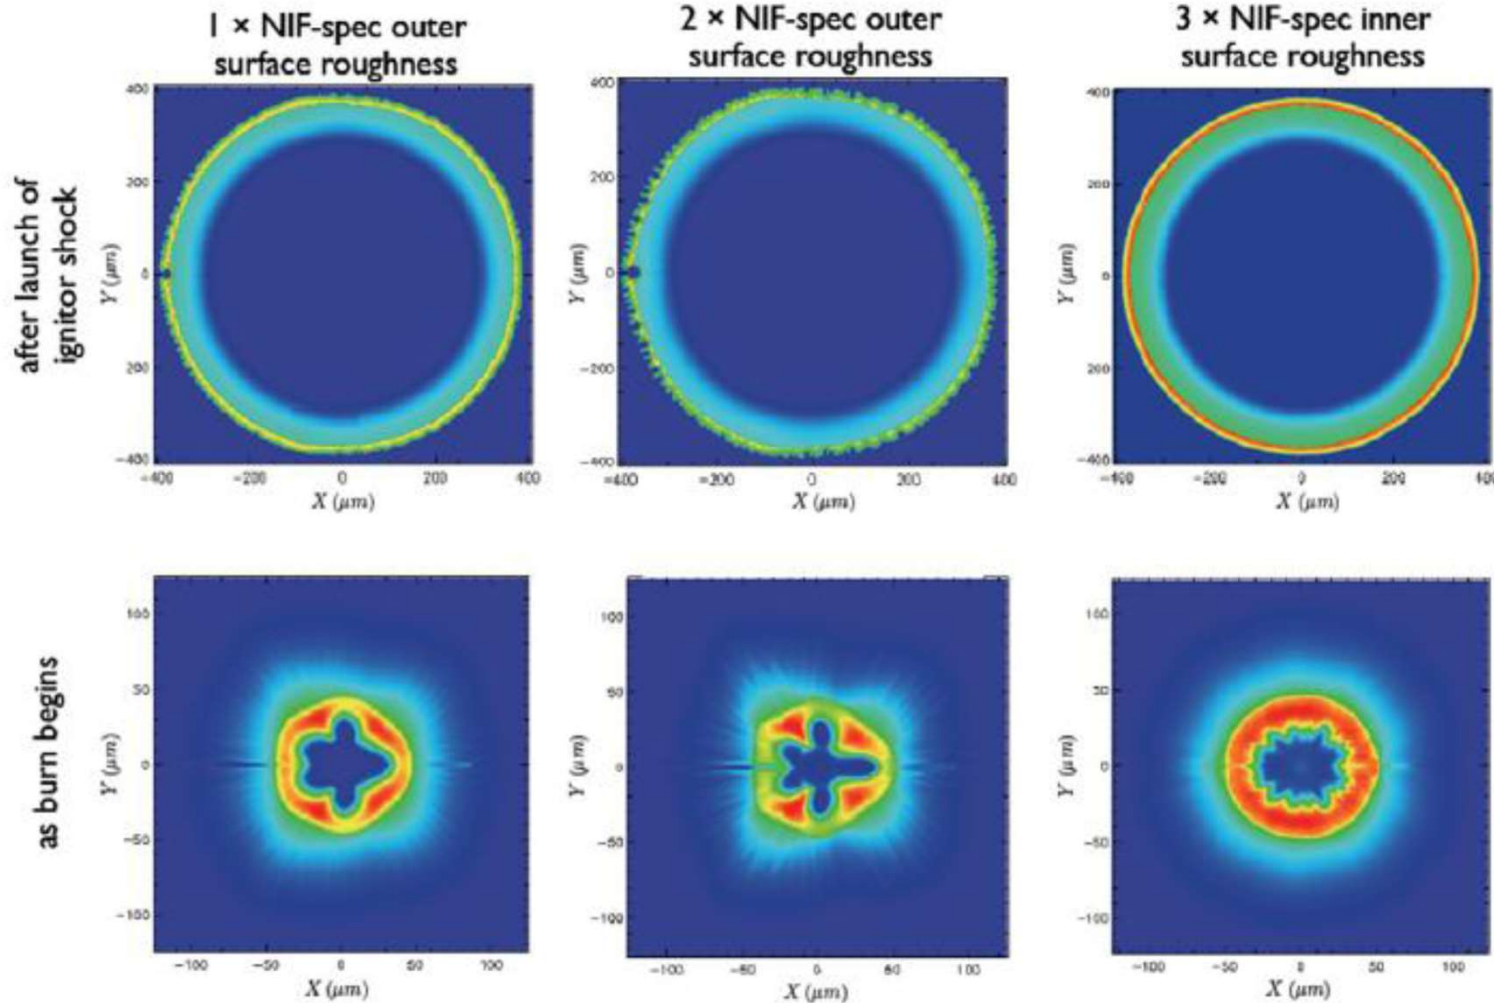 1 × NIF-spec outer
surface roughness
2 × NIF-spec outer
surface roughness
3 × NIF-spec inner
surface roughness
after launch of
ignitor shock
400
200
0
200
−400
Y (μm)
−400
−200
0
200
400
X (μm)
400
200
0
−200
−400
Y (μm)
−400
−200
0
200
400
X (μm)
400
200
0
200
−400
Y (μm)
−400
−200
0
200
400
X (μm)
as burn begins
100
50
0
−50
−100
Y (μm)
−100
−50
0
50
100
X (μm)
100
50
0
−50
−100
Y (μm)
−100
−50
0
50
100
X (μm)
100
50
0
−50
−100
Y (μm)
−100
−50
0
50
100
X (μm)